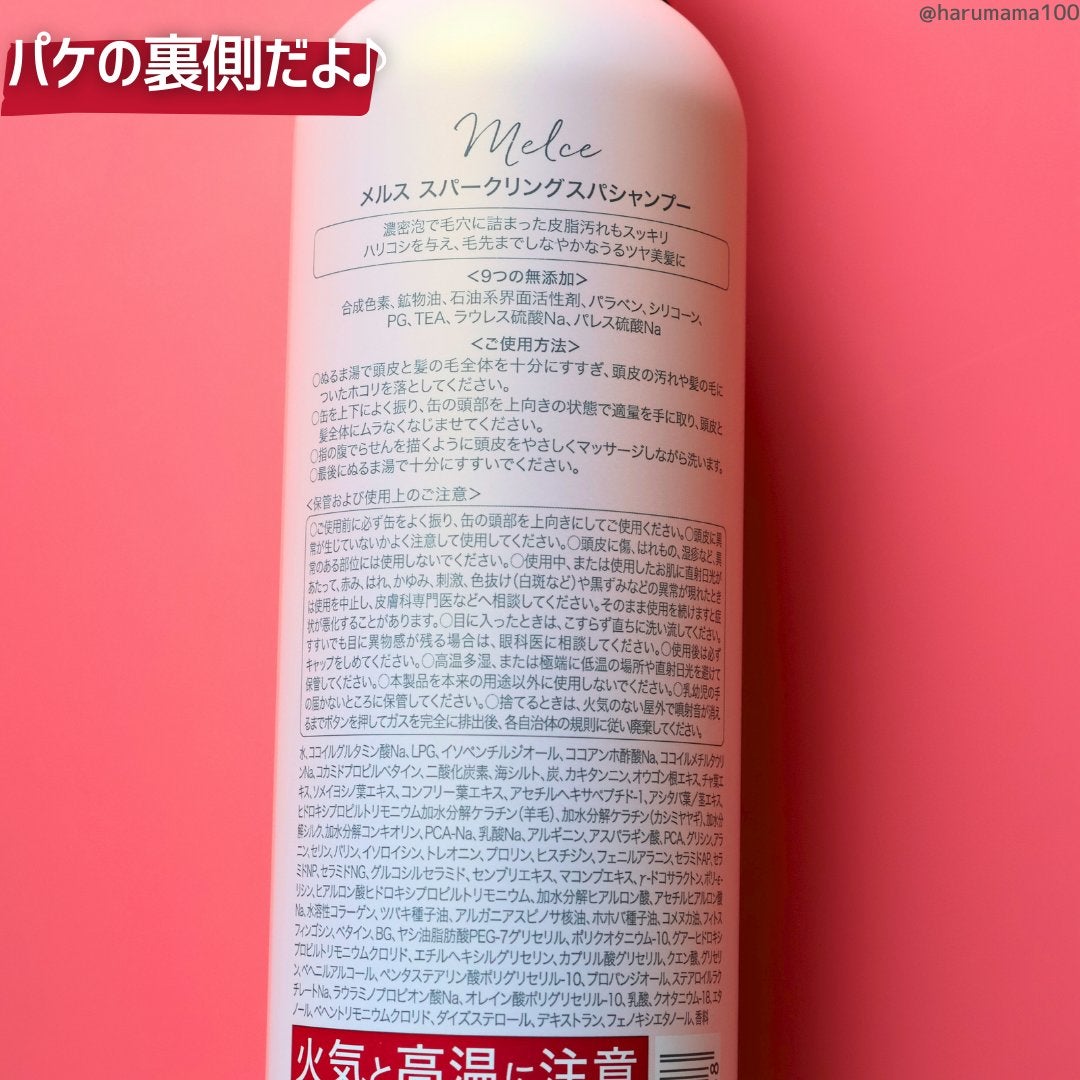 パケの裏側だよ♪
@harumama100
Melce
メルス スパークリングスパシャンプー
濃密泡で毛穴に詰まった皮脂汚れもスッキリ
ハリコシを与え、毛先までしなやかなうるツヤ美髪に
<9つの無添加>
合成色素、鉱物油、石油系界面活性剤、パラベン、シリコーン、
PG、TEA、ラウレス硫酸Na、パレス硫酸Na
<ご使用方法>
○ぬるま湯で頭皮と髪の毛全体を十分にすすぎ、頭皮の汚れや髪の毛に
ついたホコリを落としてください。
○缶を上下によく振り、缶の頭部を上向きの状態で適量を手に取り、頭皮と
髪全体にムラなくなじませてください。
○指の腹でらせんを描くように頭皮をやさしくマッサージしながら洗います。
○最後にぬるま湯で十分にすすいでください。
<保管および使用上のご注意>
○ご使用前に必ず缶をよく振り、缶の頭部を上向きにしてご使用ください。○頭皮に異
常が生じていないかよく注意して使用してください。○頭皮に傷、はれもの、湿疹など、異
常のある部位には使用しないでください。○使用中、または使用したお肌に直射日光が
あたって、赤み、はれ、かゆみ、刺激、色抜け(白斑など)や黒ずみなどの異常が現れたとき
は使用を中止し、皮膚科専門医などへ相談してください。そのまま使用を続けますと症
状が悪化することがあります。○目に入ったときは、こすらず直ちに洗い流してください。
すすいでも目に異物感が残る場合は、眼科医に相談してください。○使用後は必ず
キャップをしめてください。○高温多湿、または極端に低温の場所や直射日光を避けて
保管してください。○本製品を本来の用途以外に使用しないでください。○乳幼児の手
の届かないところに保管してください。○捨てるときは、火気のない屋外で噴射音が消え
るまでボタンを押してガスを完全に排出後、各自治体の規則に従い廃棄してください。
水、ココイルグルタミン酸Na、LPG、イソペンチルジオール、ココアンホ酢酸Na、ココイルメチルタウリ
ンNa、コカミドプロピルベタイン、二酸化炭素、海シルト、炭、カキタンニン、オウゴン根エキス、チャ葉エ
キス、ソメイヨシノ葉エキス、コンフリー葉エキス、アセチルヘキサペプチド-1、アシタバ葉/茎エキス、
ヒドロキシプロピルトリモニウム加水分解ケラチン(羊毛)、加水分解ケラチン(カシミヤヤギ)、加水分
解シルク、加水分解コンキオリン、PCA-Na、乳酸Na、アルギニン、アスパラギン酸、PCA、グリシン、アラ
ニン、セリン、バリン、イソロイシン、トレオニン、プロリン、ヒスチジン、フェニルアラニン、セラミドAP、セラ
ミドNP、セラミドNG、グルコシルセラミド、センブリエキス、マコンブエキス、γ-ドコサラクトン、ポリ-ε-
リシン、ヒアルロン酸ヒドロキシプロピルトリモニウム、加水分解ヒアルロン酸、アセチルヒアルロン酸
Na、水溶性コラーゲン、ツバキ種子油、アルガニアスピノサ核油、ホホバ種子油、コメヌカ油、フィトス
フィンゴシン、ベタイン、BG、ヤシ油脂肪酸PEG-7グリセリル、ポリクオタニウム-10、グアーヒドロキシ
プロピルトリモニウムクロリド、エチルヘキシルグリセリン、カプリル酸グリセリル、クエン酸、グリセリ
ン、ベヘニルアルコール、ペンタステアリン酸ポリグリセリル-10、プロパンジオール、ステアロイルラク
チレートNa、ラウラミノプロピオン酸Na、オレイン酸ポリグリセリル-10、乳酸、クオタニウム-18、エタ
ノール、ベヘントリモニウムクロリド、ダイズステロール、デキストラン、フェノキシエタノール、香料
火気と高温に注意
8